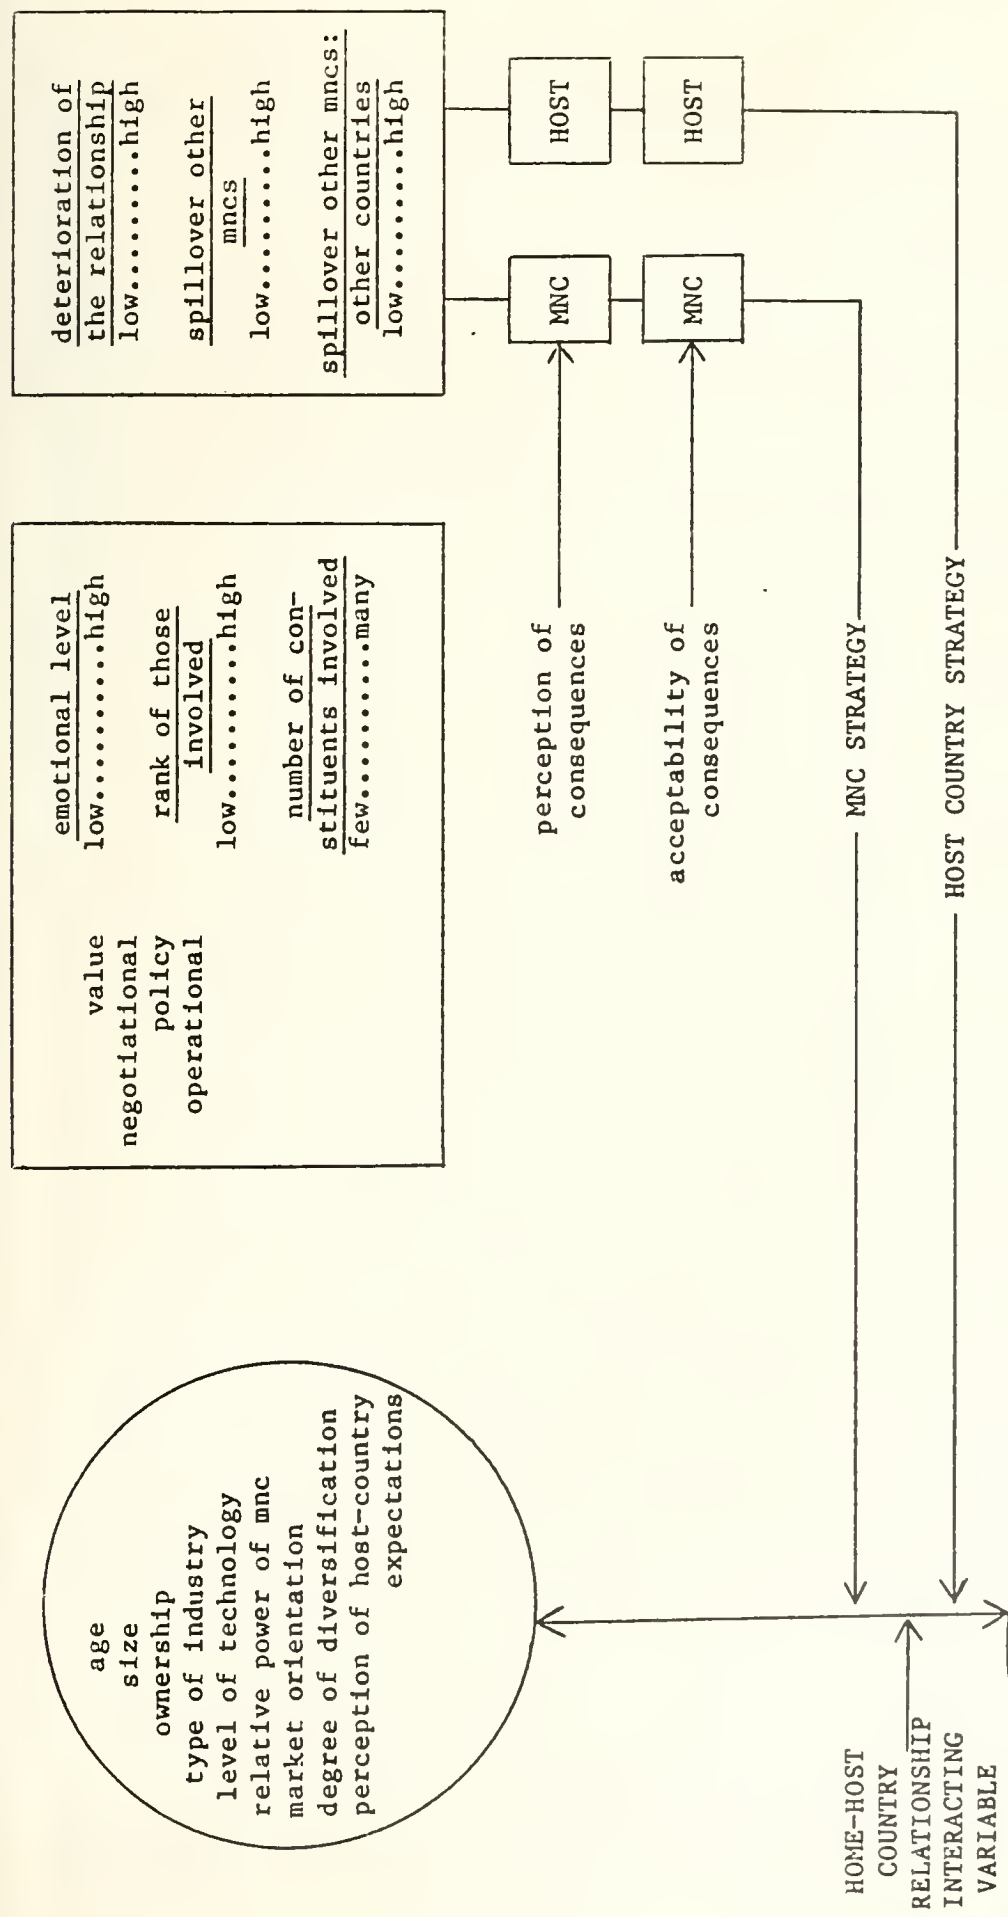 age
size
ownership
type of industry
level of technology
relative power of mnc
market orientation
degree of diversification
perception of host-country
expectations
value
negotiational
policy
operational
emotional level
low..........high
rank of those
involved
low..........high
number of con-
stituents involved
few..........many
deterioration of
the relationship
low..........high
spillover other
mncs
low..........high
spillover other mncs:
other countries
low..........high
perception of
consequences
MNC
HOST
acceptability of
consequences
MNC
HOST
MNC STRATEGY
HOST COUNTRY STRATEGY
HOME-HOST
COUNTRY
RELATIONSHIP
INTERACTING
VARIABLE